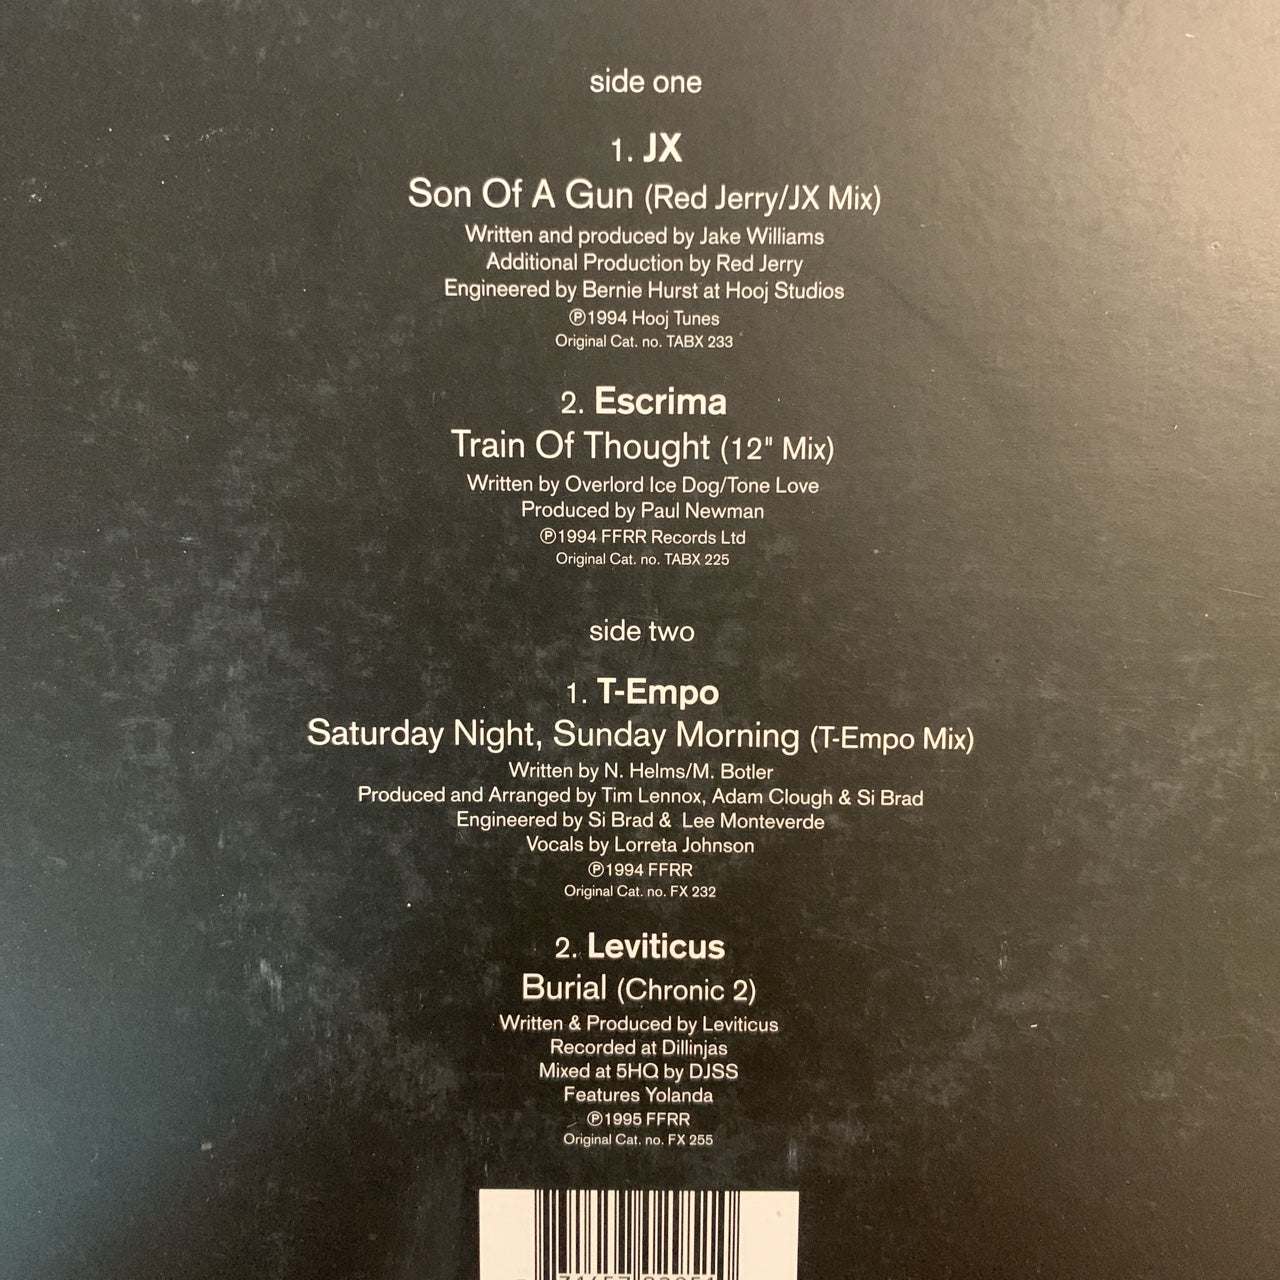 side one
1. JX
Son Of A Gun (Red Jerry/JX Mix)
Written and produced by Jake Williams
Additional Production by Red Jerry
Engineered by Bernie Hurst at Hooj Studios
℗1994 Hooj Tunes
Original Cat. no. TABX 233
2. Escrima
Train Of Thought (12" Mix)
Written by Overlord Ice Dog/Tone Love
Produced by Paul Newman
℗1994 FFRR Records Ltd
Original Cat. no. TABX 225
side two
1. T-Empo
Saturday Night, Sunday Morning (T-Empo Mix)
Written by N. Helms/M. Botler
Produced and Arranged by Tim Lennox, Adam Clough & Si Brad
Engineered by Si Brad & Lee Monteverde
Vocals by Lorreta Johnson
℗1994 FFRR
Original Cat. no. FX 232
2. Leviticus
Burial (Chronic 2)
Written & Produced by Leviticus
Recorded at Dillinjas
Mixed at 5HQ by DJSS
Features Yolanda
℗1995 FFRR
Original Cat. no. FX 255